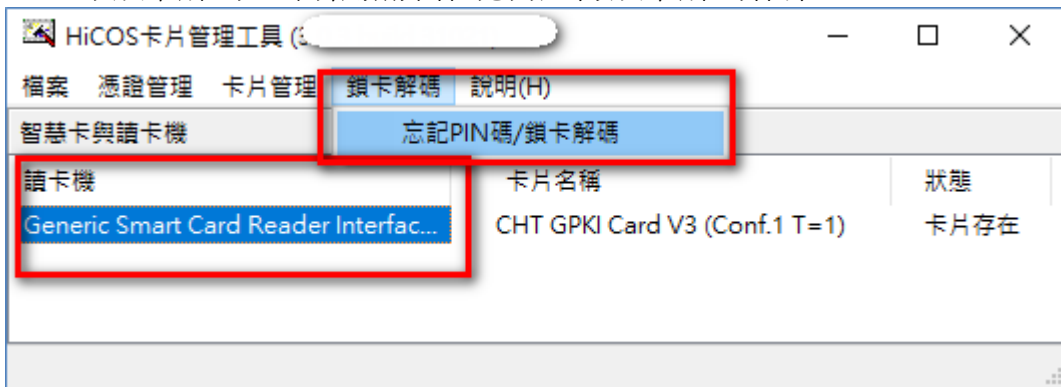 HiCOS卡片管理工具 (3
檔案 憑證管理 卡片管理 鎖卡解碼 說明(H)
忘記PIN碼/鎖卡解碼
智慧卡與讀卡機
讀卡機 卡片名稱 狀態
Generic Smart Card Reader Interfac... CHT GPKI Card V3 (Conf.1 T=1) 卡片存在